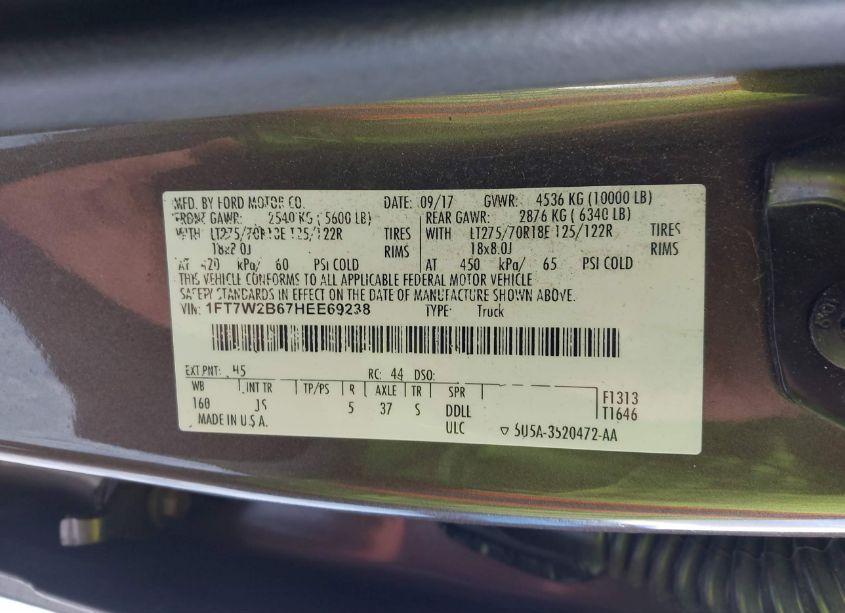 MFD. BY FORD MOTOR CO. DATE: 09/17 GVWR: 4536 KG (10000 LB)
FRONT GAWR: 2540 KG ( 5600 LB) REAR GAWR: 2876 KG ( 6340 LB)
WITH LT275/70R18E 125/122R TIRES WITH LT275/70R18E 125/122R TIRES
18x8.0J RIMS 18x8.0J RIMS
AT 420 kPa/ 60 PSI COLD AT 450 kPa/ 65 PSI COLD
THIS VEHICLE CONFORMS TO ALL APPLICABLE FEDERAL MOTOR VEHICLE
SAFETY STANDARDS IN EFFECT ON THE DATE OF MANUFACTURE SHOWN ABOVE.
VIN: 1FT7W2B67HEE69238 TYPE: Truck
EXT PNT: 45 RC: 44 DSO:
WB INT TR TP/PS R AXLE TR SPR
160 JS 5 37 S DDLL
ULC
F1313
T1646
MADE IN U.S.A.
▽ 5U5A-3520472-AA